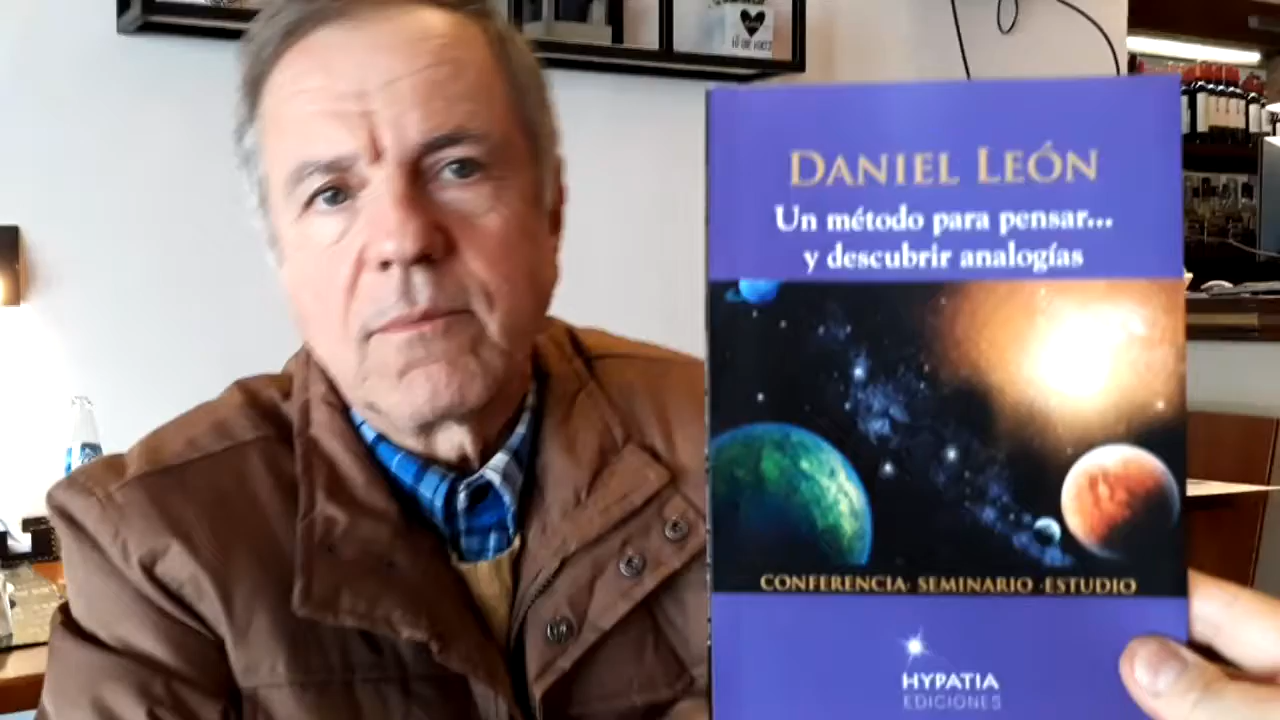 DANIEL LEÓN
Un método para pensar...
y descubrir analogías
CONFERENCIA· SEMINARIO ·ESTUDIO
HYPATIA
EDICIONES